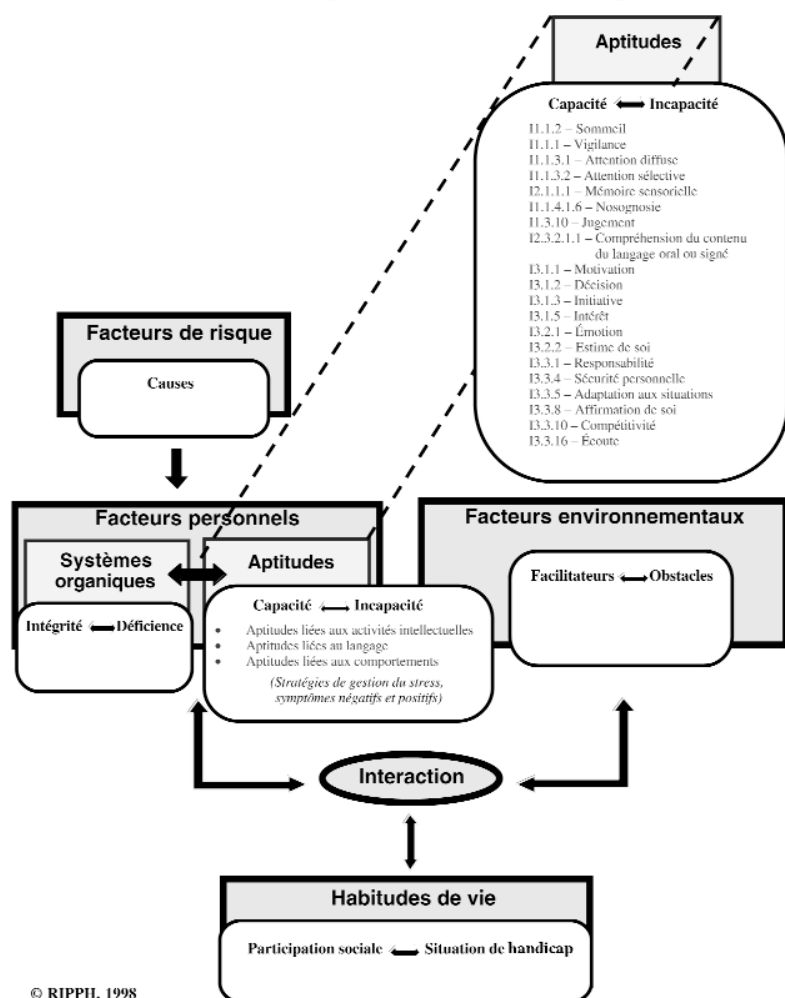 Aptitudes
Capacité Incapacité
I1.1.2 – Sommeil
I1.1.1 – Vigilance
I1.1.3.1 – Attention diffuse
I1.1.3.2 – Attention sélective
I2.1.1.1 – Mémoire sensorielle
I1.1.4.1.6 – Nosognosie
I1.3.10 – Jugement
I2.3.2.1.1 – Compréhension du contenu
du langage oral ou signé
I3.1.1 – Motivation
I3.1.2 – Décision
I3.1.3 – Initiative
I3.1.5 – Intérêt
I3.2.1 – Émotion
I3.2.2 – Estime de soi
I3.3.1 – Responsabilité
I3.3.4 – Sécurité personnelle
I3.3.5 – Adaptation aux situations
I3.3.8 – Affirmation de soi
I3.3.10 – Compétitivité
I3.3.16 – Écoute
Facteurs de risque
Causes
Facteurs personnels
Systèmes
organiques
Intégrité Déficience
Aptitudes
Capacité Incapacité
• Aptitudes liées aux activités intellectuelles
• Aptitudes liées au langage
• Aptitudes liées aux comportements
(Stratégies de gestion du stress,
symptômes négatifs et positifs)
Facteurs environnementaux
Facilitateurs Obstacles
Interaction
Habitudes de vie
Participation sociale Situation de handicap
© RIPPH, 1998